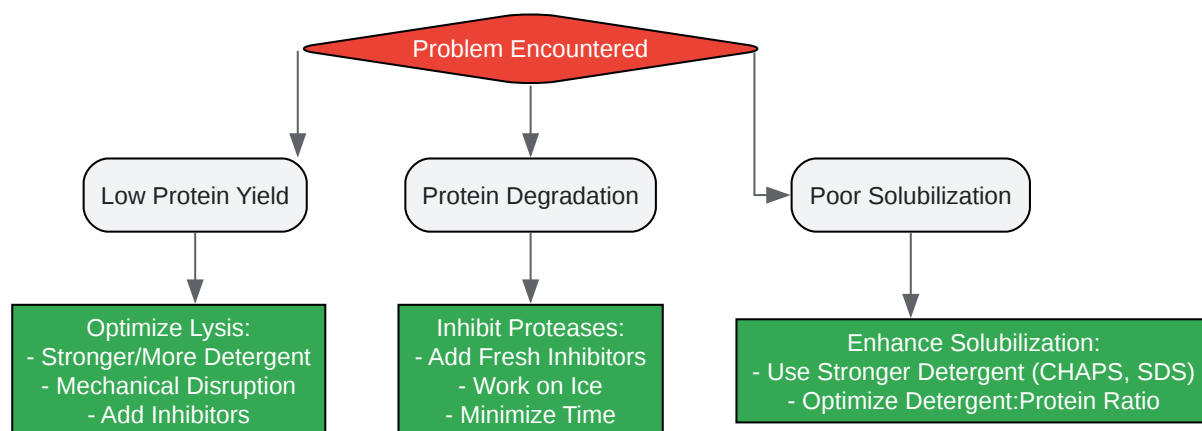 Problem Encountered
Low Protein Yield
Protein Degradation
Poor Solubilization
Optimize Lysis:
- Stronger/More Detergent
- Mechanical Disruption
- Add Inhibitors
Inhibit Proteases:
- Add Fresh Inhibitors
- Work on Ice
- Minimize Time
Enhance Solubilization:
- Use Stronger Detergent (CHAPS, SDS)
- Optimize Detergent:Protein Ratio